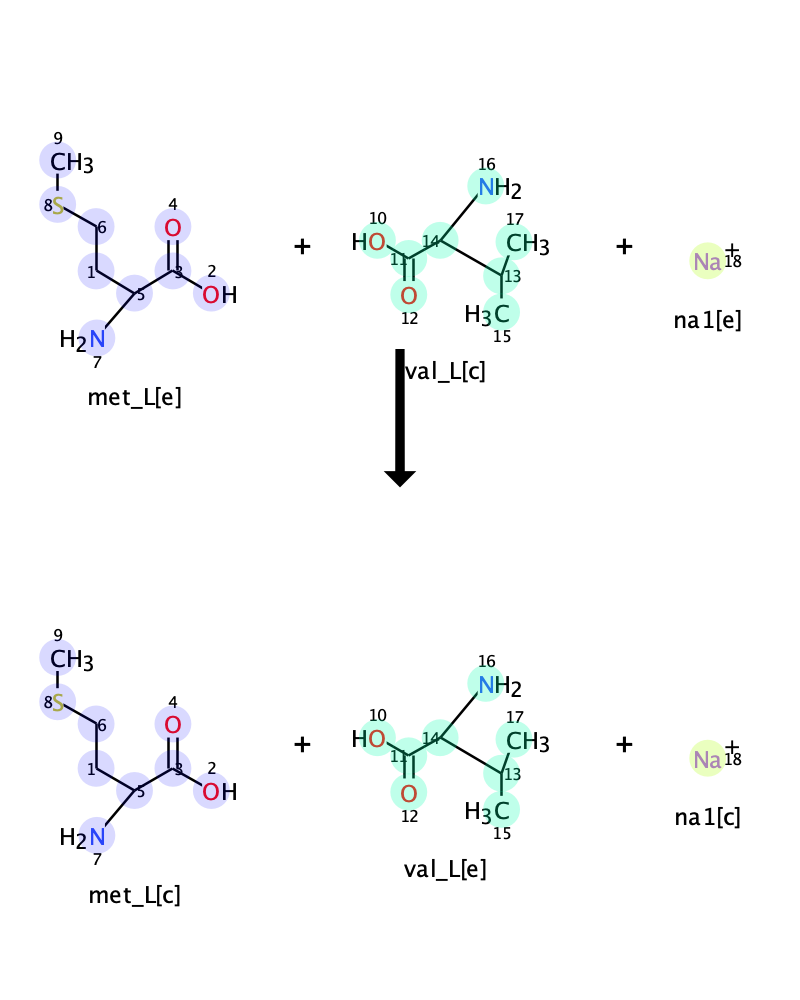 9
CH3
8S
6
4
O
1
3
2
OH
5
H2N
7
met_L[e]
+
16
NH2
10
HO
14
17
CH3
11
13
O
12
H3C
15
val_L[c]
+
Na+
18
na1[e]
9
CH3
8S
6
4
O
1
3
2
OH
5
H2N
7
met_L[c]
+
16
NH2
10
HO
14
17
CH3
11
13
O
12
H3C
15
val_L[e]
+
Na+
18
na1[c]